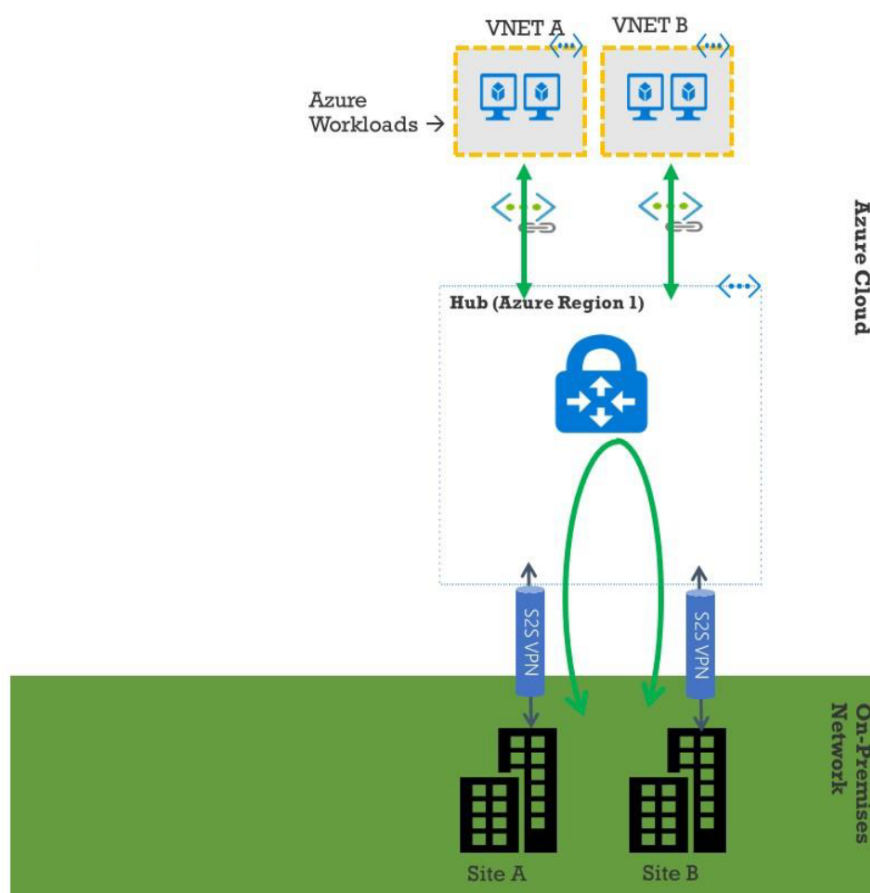 VNET A
VNET B
Azure
Workloads →
Azure Cloud
Hub (Azure Region 1)
S2S VPN
S2S VPN
On-Premises
Network
Site A
Site B